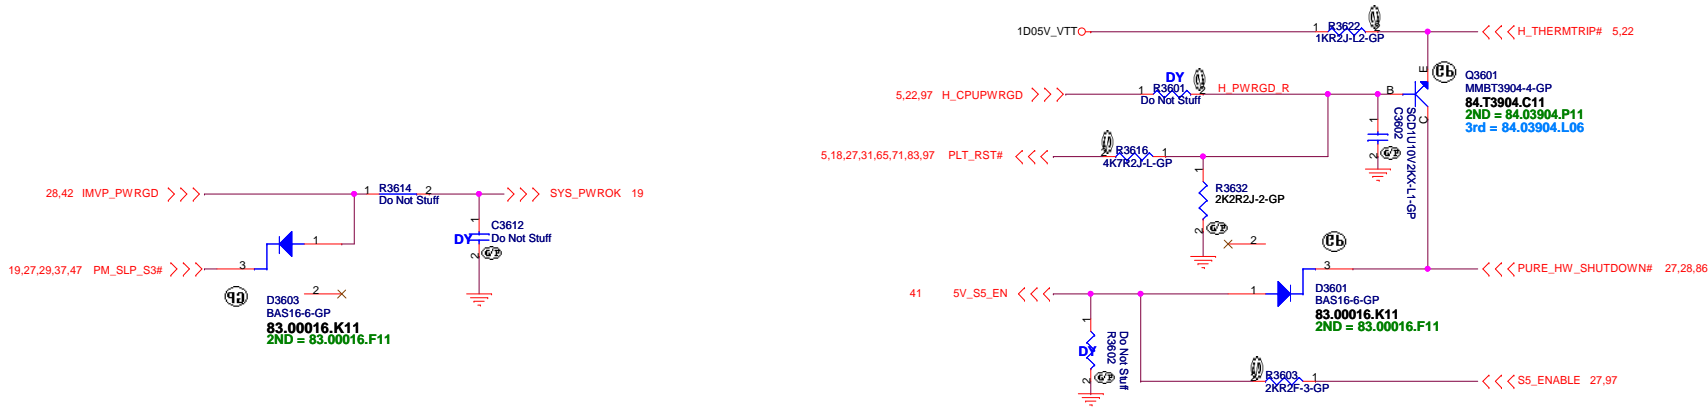 28,42 IMVP_PWRGD
1 R3614 2
Do Not Stuff
SYS_PWROK 19
1
C3612
DY Do Not Stuff
2 G/P
1
19,27,29,37,47 PM_SLP_S3#
3
2
D3603
BAS16-6-GP
83.00016.K11
2ND = 83.00016.F11
1D05V_VTT
1 R3622 2
1KR2J-L2-GP
H_THERMTRIP# 5,22
E
Q3601
MMBT3904-4-GP
84.T3904.C11
2ND = 84.03904.P11
3rd = 84.03904.L06
B
C
5,22,97 H_CPUPWRGD
DY
1 R3601 2
Do Not Stuff
H_PWRGD_R
1
C3602
SCD1U10V2KX-L1-GP
2 G/P
5,18,27,31,65,71,83,97 PLT_RST#
2 R3616 1
4K7R2J-L-GP
1
R3632
2K2R2J-2-GP
2 G/P
2
3
PURE_HW_SHUTDOWN# 27,28,86
41 5V_S5_EN
1
D3601
BAS16-6-GP
83.00016.K11
2ND = 83.00016.F11
1
DY
R3602
Do Not Stuff
2 G/P
2 R3603 1
2KR2F-3-GP
S5_ENABLE 27,97